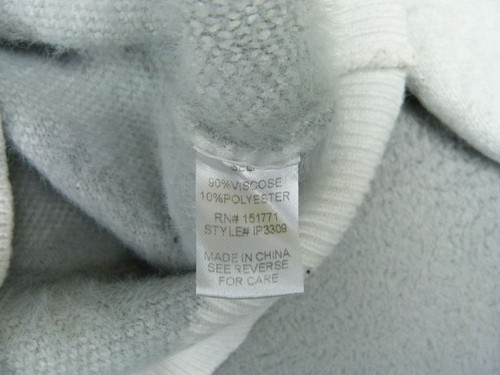 90%VISCOSE
10%POLYESTER
RN# 151771
STYLE# IP3309
MADE IN CHINA
SEE REVERSE
FOR CARE